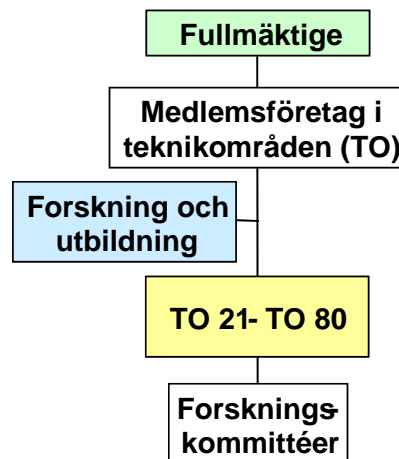 Fullmäktige
Medlemsföretag i
teknikområden (TO)
Forskning och
utbildning
TO 21- TO 80
Forsknings-
kommittéer